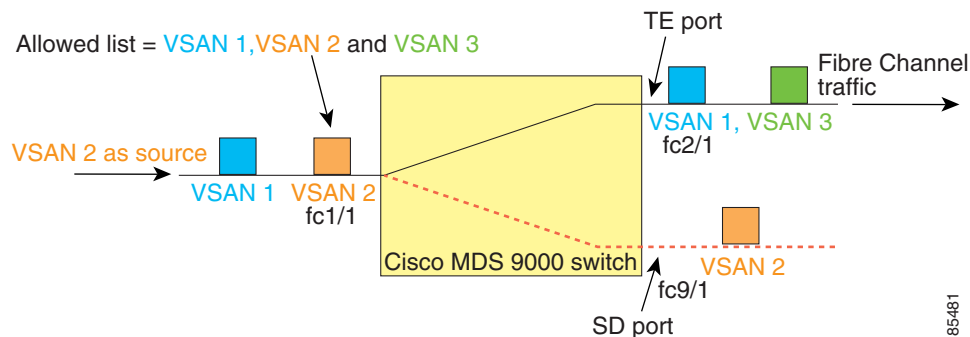 Allowed list = VSAN 1,VSAN 2 and VSAN 3
TE port
Fibre Channel
traffic
VSAN 2 as source
VSAN 1
VSAN 2
fc1/1
VSAN 1, VSAN 3
fc2/1
Cisco MDS 9000 switch
VSAN 2
fc9/1
SD port
85481